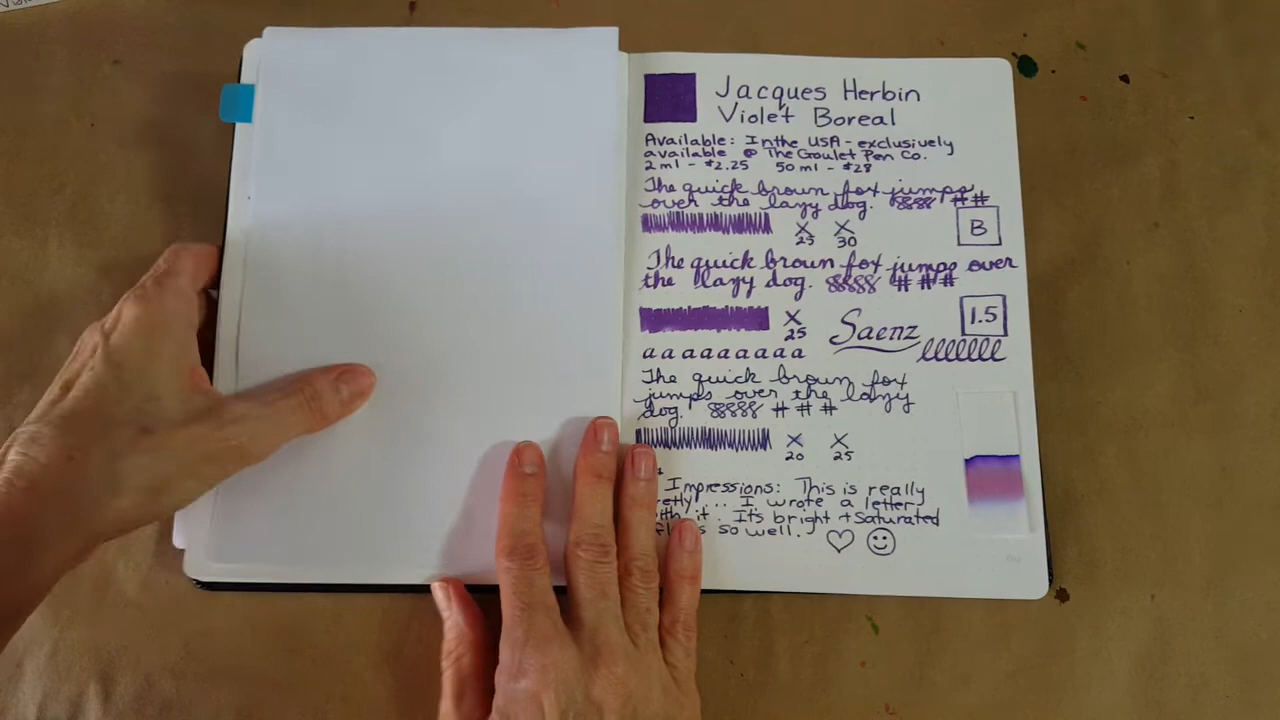 Jacques Herbin
Violet Boreal
Available: In the USA - exclusively
available @ The Goulet Pen Co.
2 ml - $2.25 50 ml - $28
The quick brown fox jumps
over the lazy dog. 8888 ##
X X
25 30
B
The quick brown fox jumps over
the lazy dog. 8888 # # #
X
25
Saenz
1.5
a a a a a a a a a
The quick brown fox
jumps over the lazy
dog. 8888 # # #
X X
20 25
Impressions: This is really
... I wrote a letter
it. It's bright + Saturated
so well.